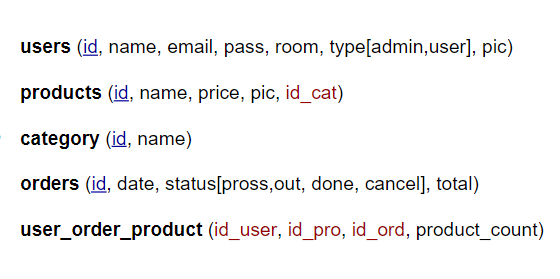 users (id, name, email, pass, room, type[admin,user], pic)
products (id, name, price, pic, id_cat)
category (id, name)
orders (id, date, status[pross,out, done, cancel], total)
user_order_product (id_user, id_pro, id_ord, product_count)